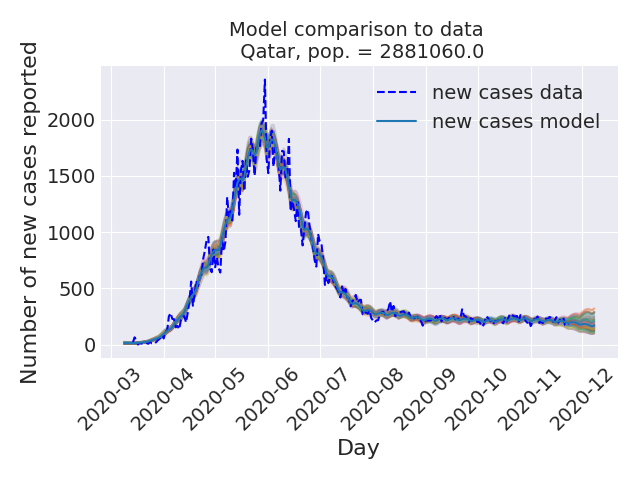 Model comparison to data
Qatar, pop. = 2881060.0
Number of new cases reported
2000
1500
1000
500
0
new cases data
new cases model
2020-03
2020-04
2020-05
2020-06
2020-07
2020-08
2020-09
2020-10
2020-11
2020-12
Day